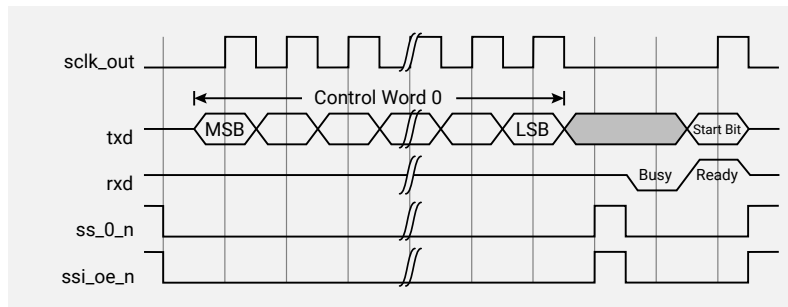 sclk_out
Control Word 0
txd
MSB
LSB
Start Bit
rxd
Busy
Ready
ss_0_n
ssi_oe_n